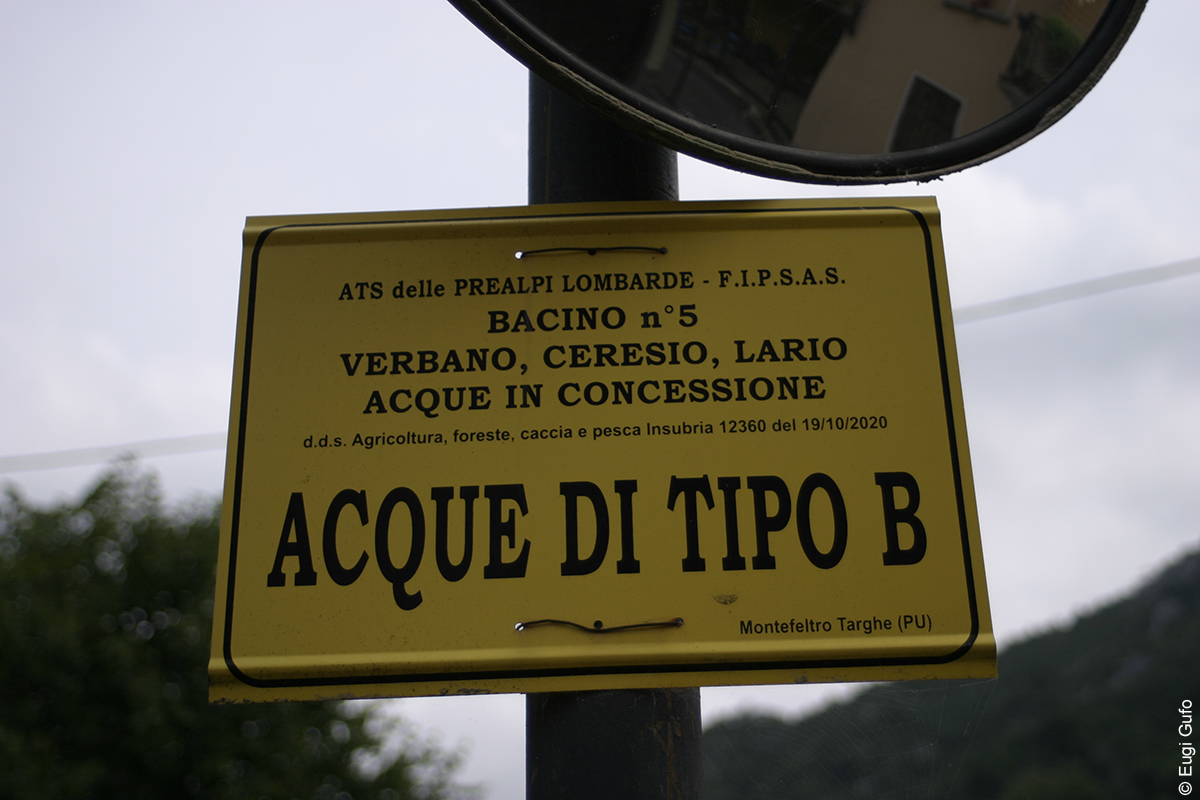 ATS delle PREALPI LOMBARDE - F.I.P.S.A.S.
BACINO n°5
VERBANO, CERESIO, LARIO
ACQUE IN CONCESSIONE
d.d.s. Agricoltura, foreste, caccia e pesca Insubria 12360 del 19/10/2020
ACQUE DI TIPO B
Montefeltro Targhe (PU)
© Eugi Gufo